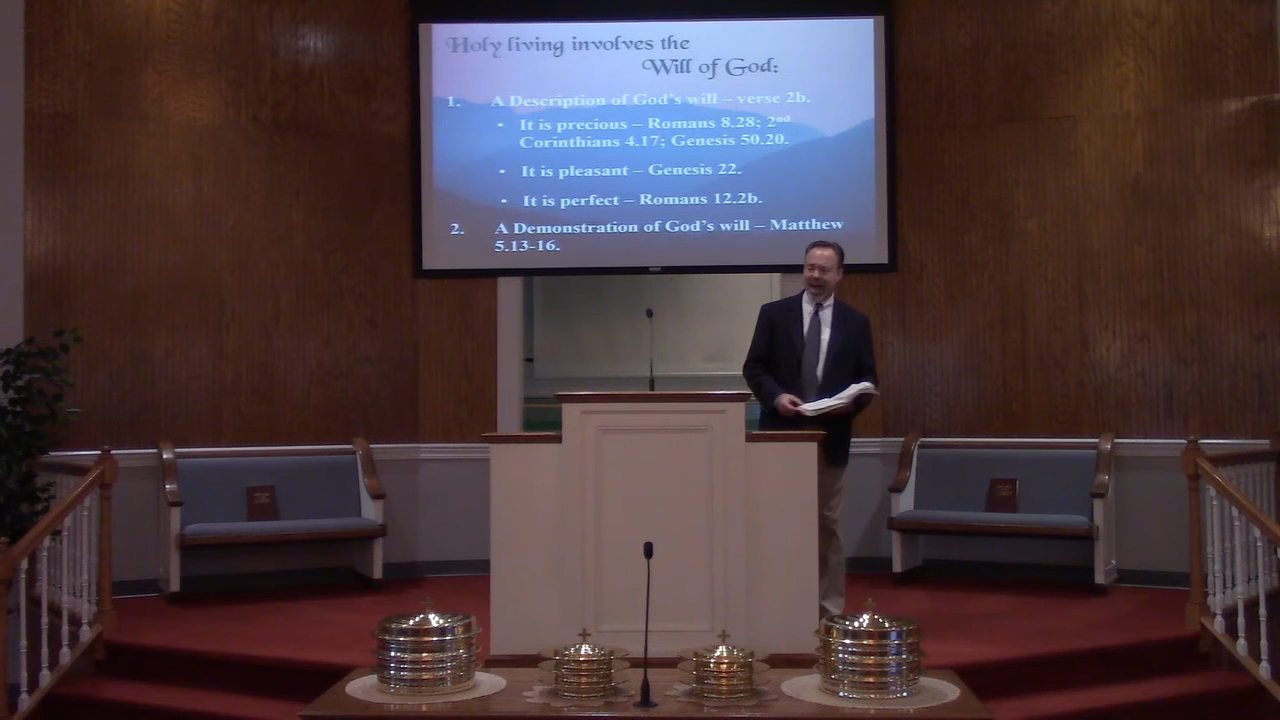 Holy living involves the
Will of God:
1. A Description of God's will – verse 2b.
• It is precious – Romans 8.28; 2nd
Corinthians 4.17; Genesis 50.20.
• It is pleasant – Genesis 22.
• It is perfect – Romans 12.2b.
2. A Demonstration of God's will – Matthew
5.13-16.